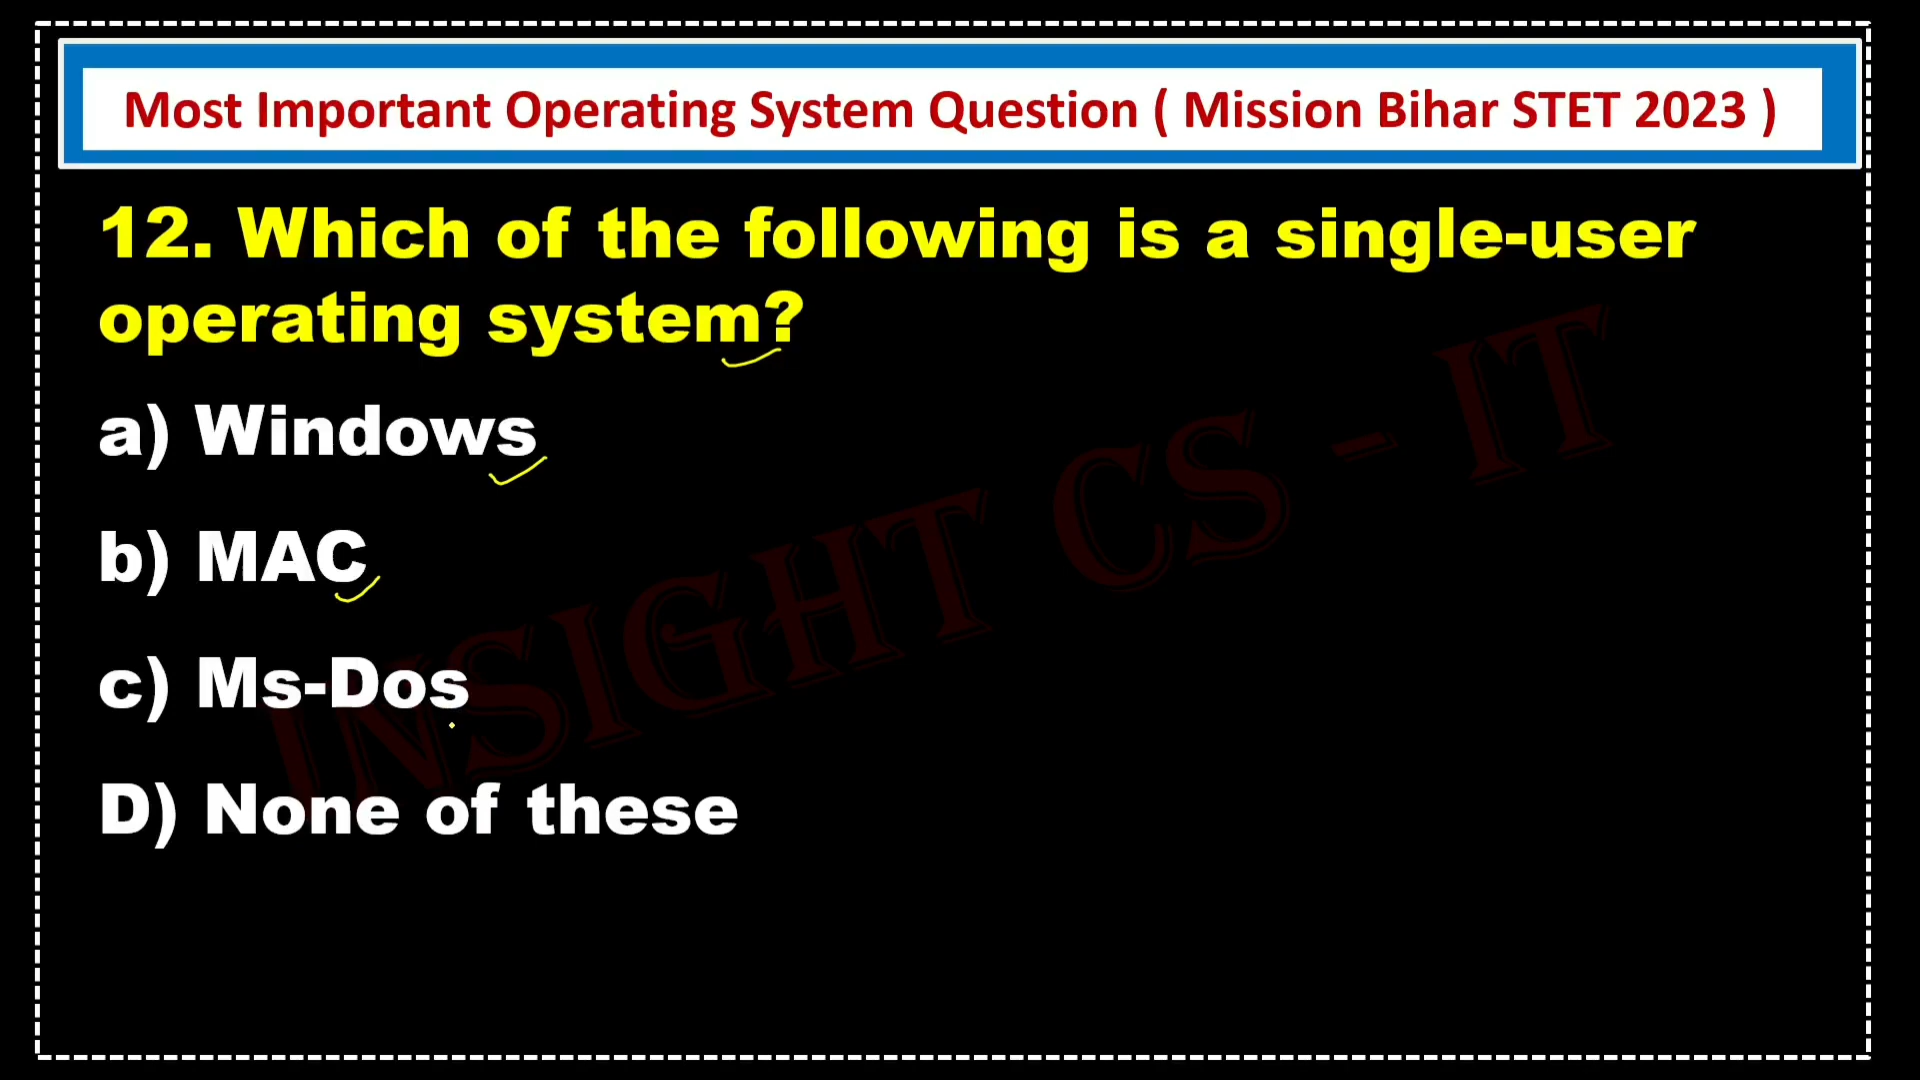 Most Important Operating System Question ( Mission Bihar STET 2023 )
12. Which of the following is a single-user
operating system?
a) Windows
b) MAC
c) Ms-Dos
D) None of these
INSIGHT CS - IT